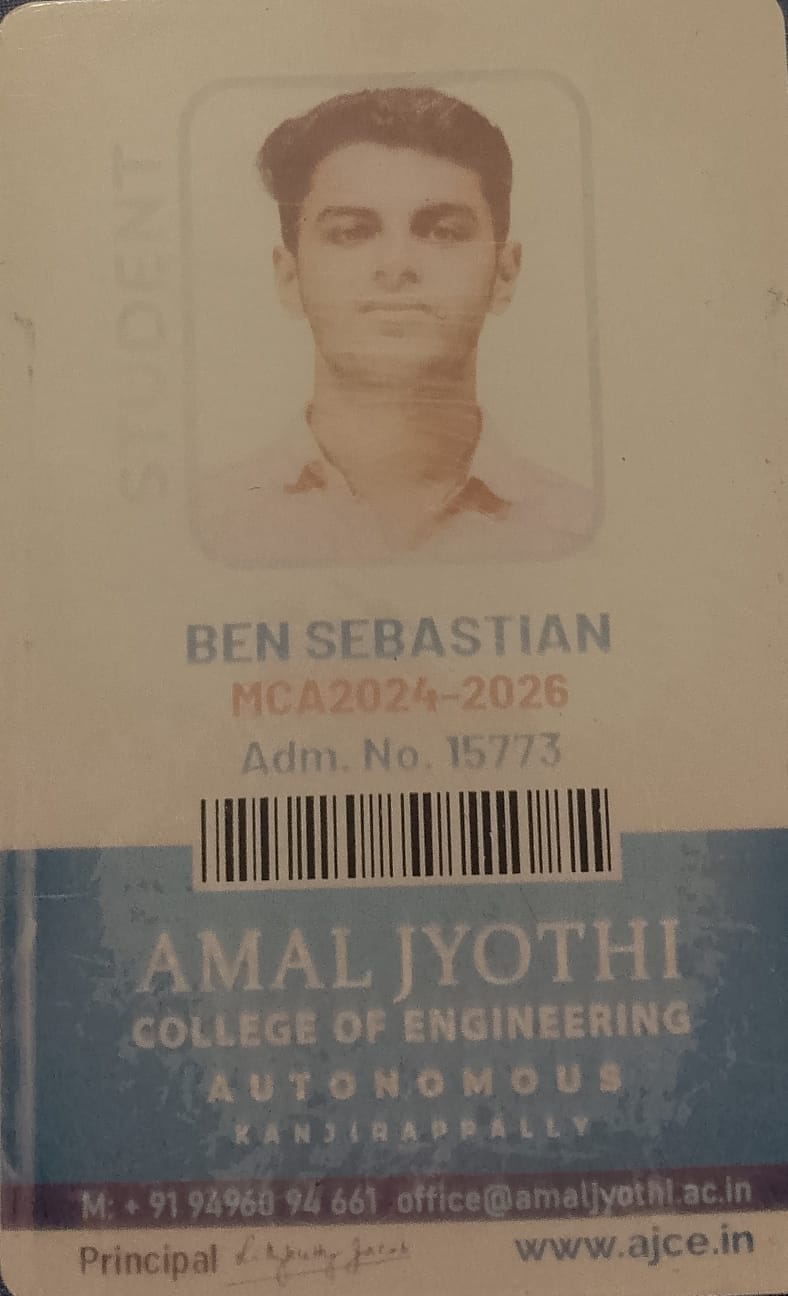 STUDENT
BEN SEBASTIAN
MCA2024-2026
Adm. No. 15773
AMAL JYOTHI
COLLEGE OF ENGINEERING
AUTONOMOUS
KANJIRAPPALLY
M: + 91 94960 94 661 office@amaljyothi.ac.in
Principal
www.ajce.in